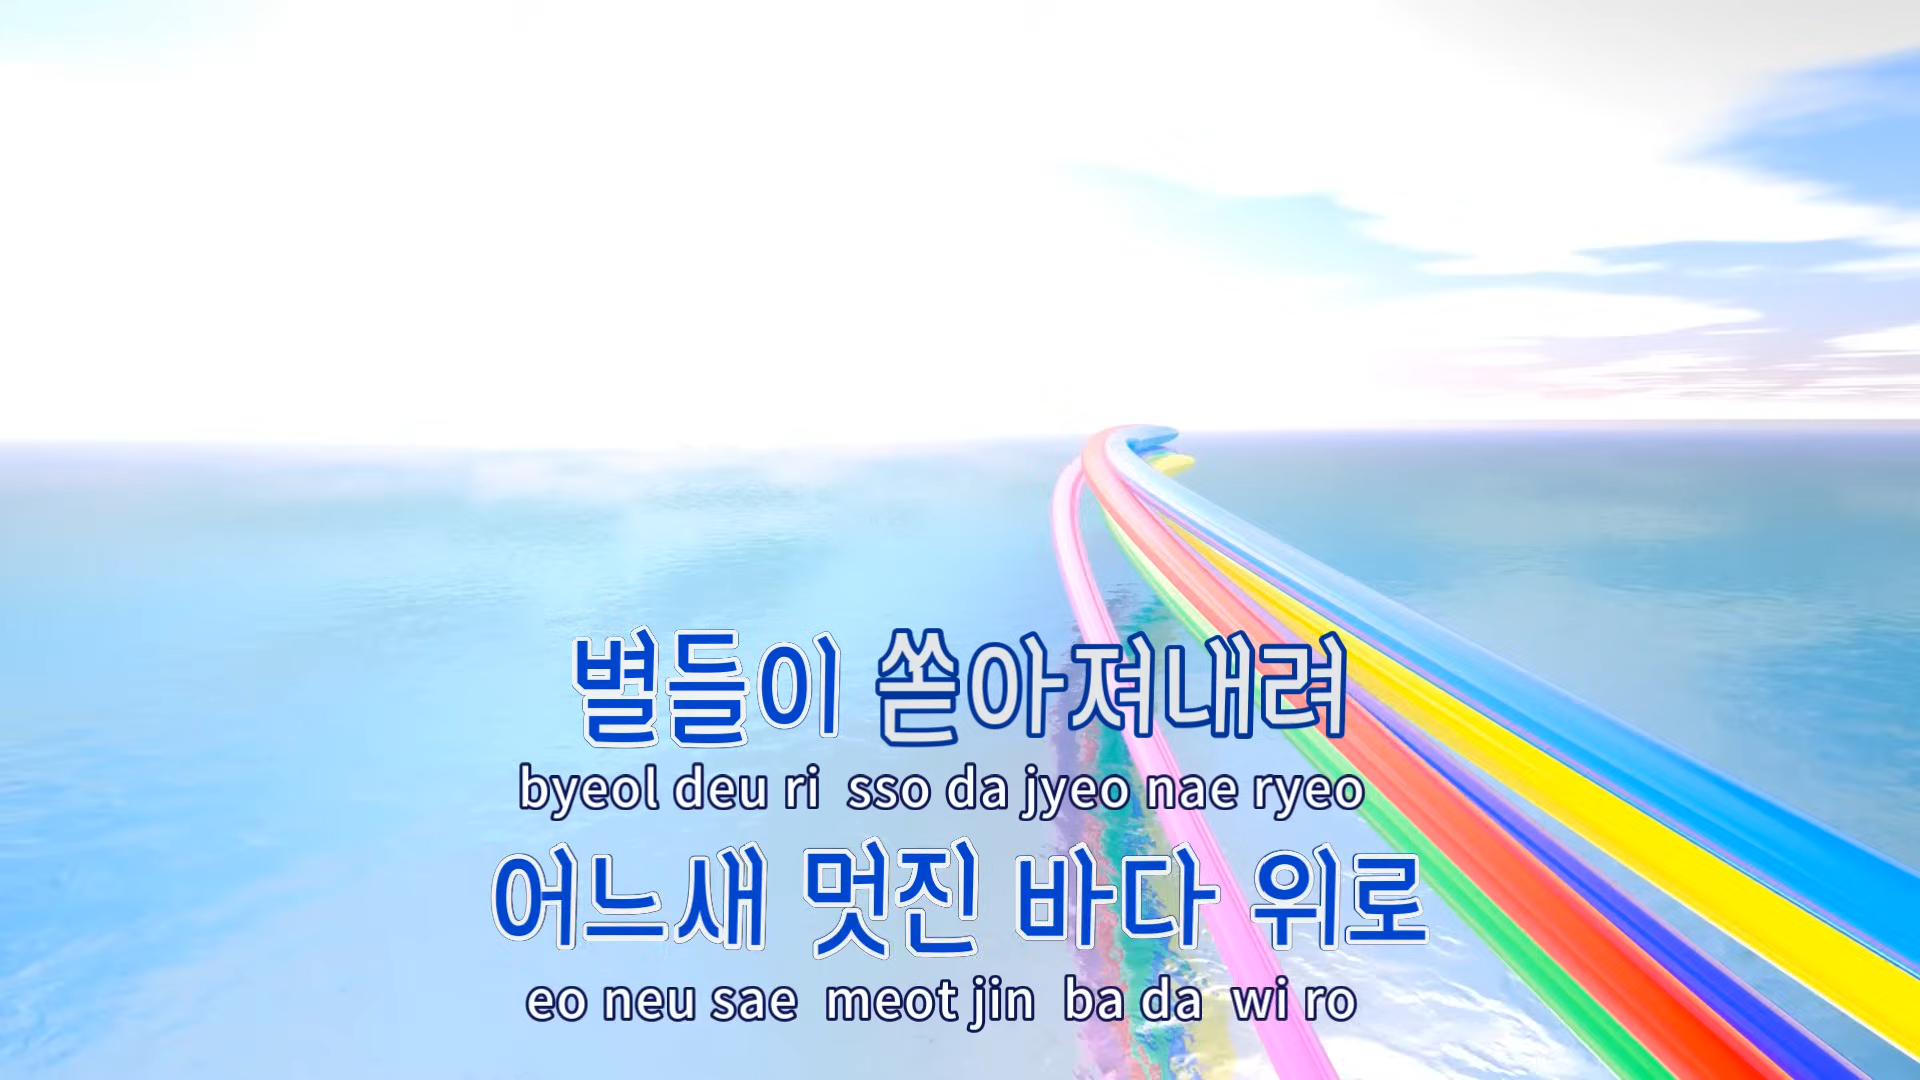 별들이 쏟아져내려
byeol deu ri sso da jyeo nae ryeo
어느새 멋진 바다 위로
eo neu sae meot jin ba da wi ro